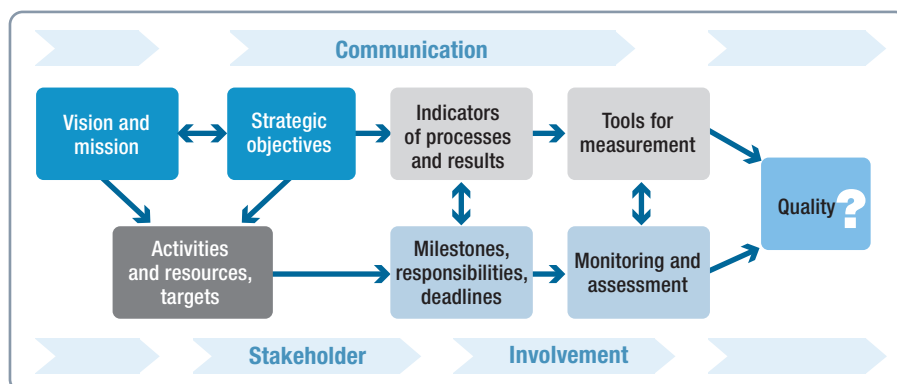 Communication
Vision and
mission
Strategic
objectives
Indicators
of processes
and results
Tools for
measurement
Quality ?
Activities
and resources,
targets
Milestones,
responsibilities,
deadlines
Monitoring and
assessment
Stakeholder
Involvement